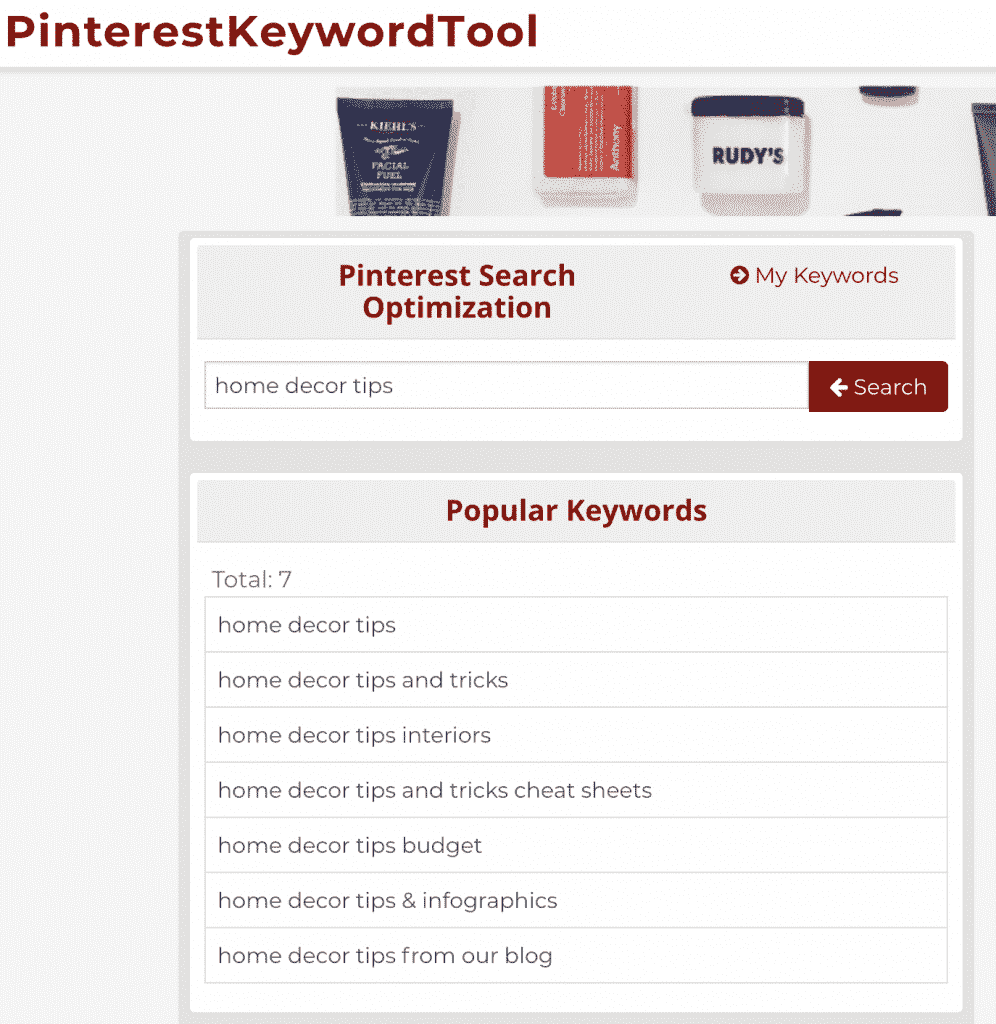 PinterestKeywordTool
KIEHL'S
FACIAL
FUEL
Anthony
RUDY'S
Pinterest Search
Optimization
My Keywords
home decor tips
Search
Popular Keywords
Total: 7
home decor tips
home decor tips and tricks
home decor tips interiors
home decor tips and tricks cheat sheets
home decor tips budget
home decor tips & infographics
home decor tips from our blog